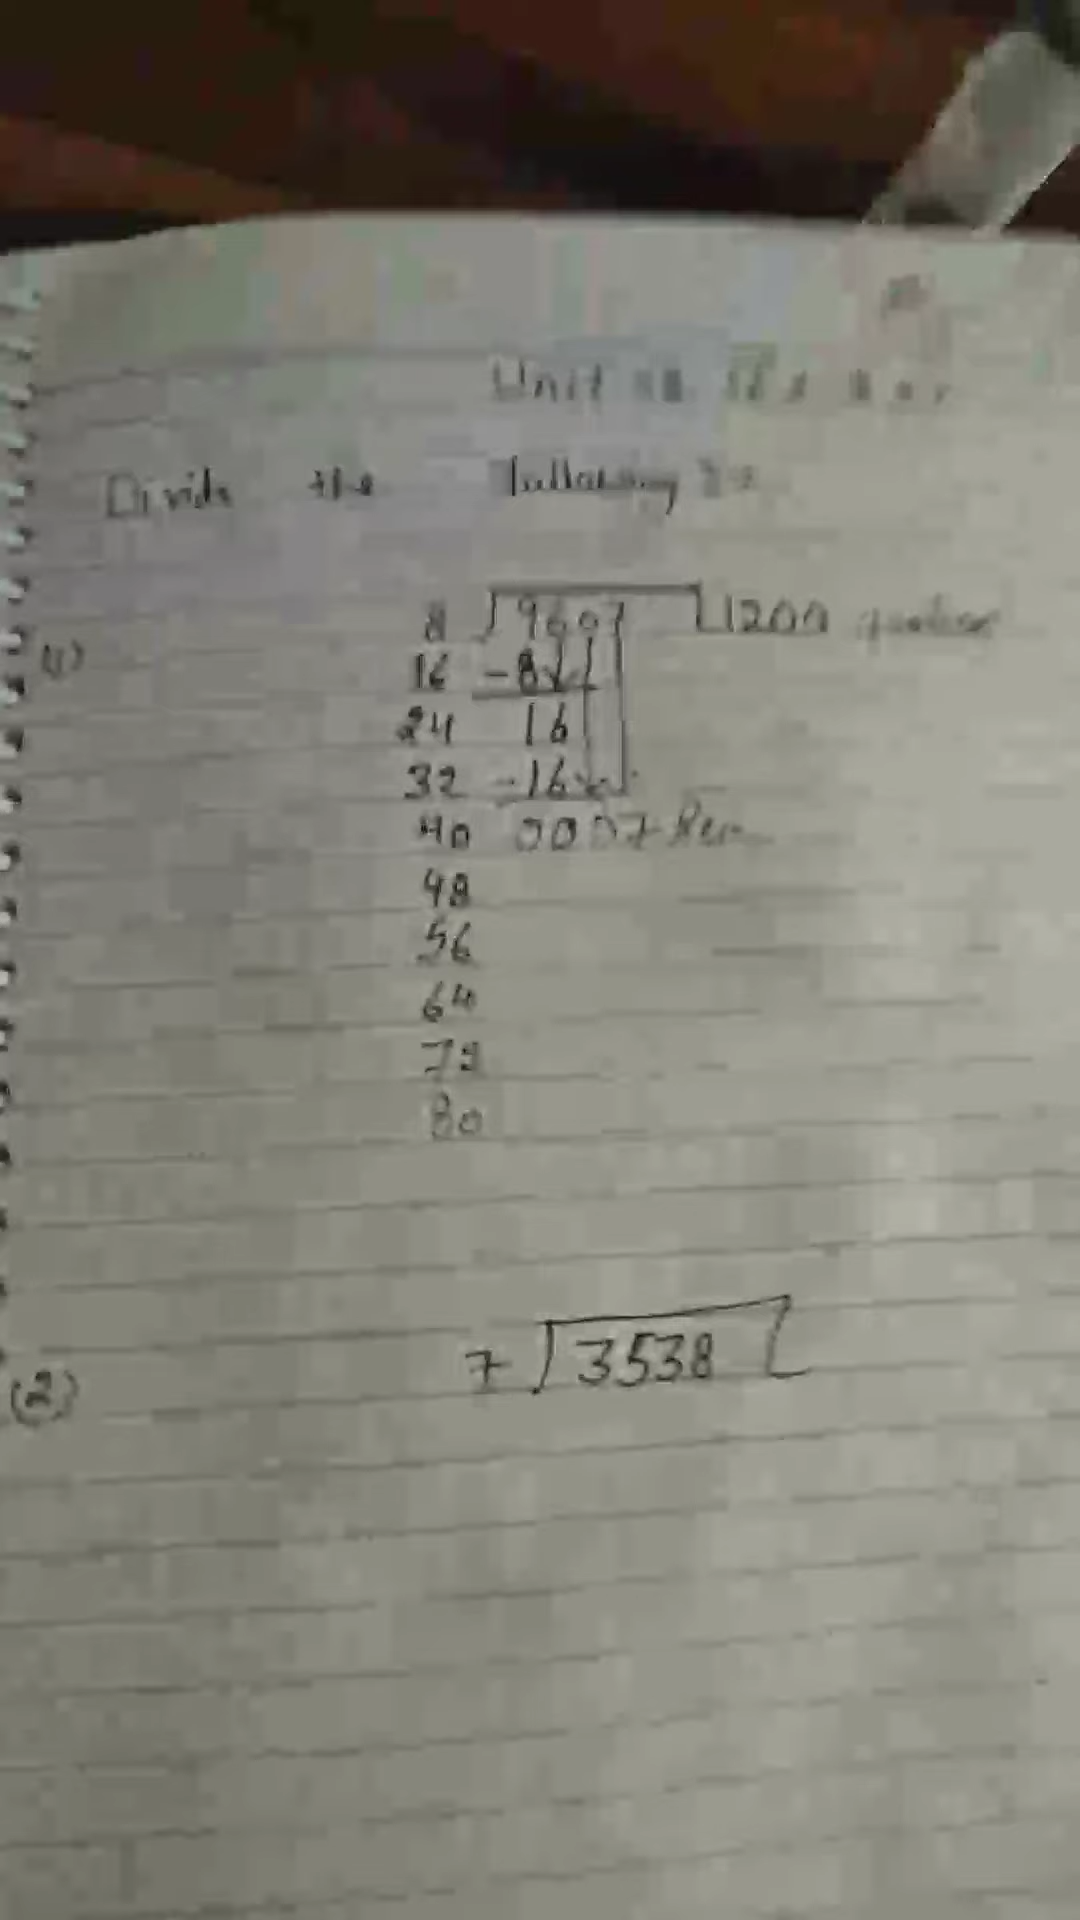 Unit
Divide the following
(1) 8 ) 9607 ( 1200
16 -8
24 16
32 -16
40 0007 Rem
48
56
64
72
80
(2) 7 ) 3538 (